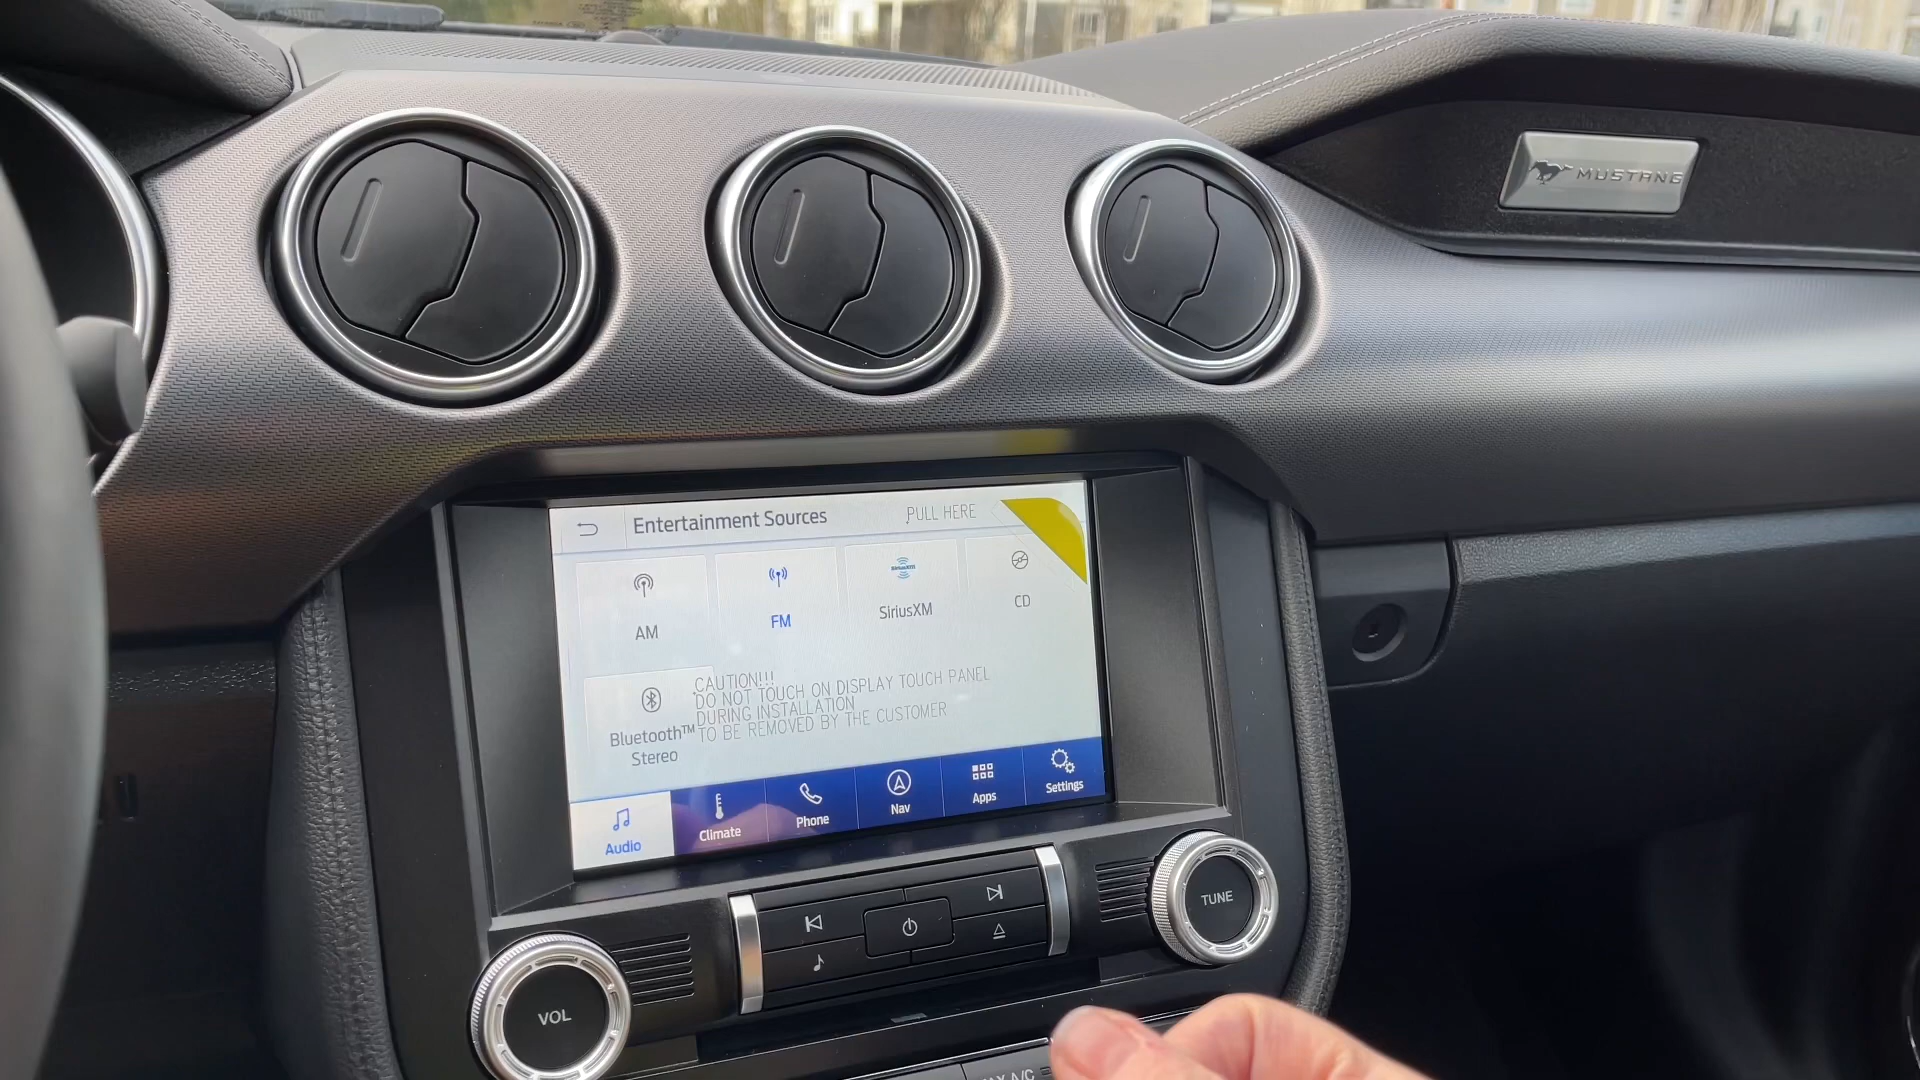 MUSTANG
Entertainment Sources
PULL HERE
AM
FM
SiriusXM
CD
CAUTION!!!
DO NOT TOUCH ON DISPLAY TOUCH PANEL
DURING INSTALLATION
TO BE REMOVED BY THE CUSTOMER
Bluetooth™
Stereo
Audio
Climate
Phone
Nav
Apps
Settings
TUNE
VOL
A/C